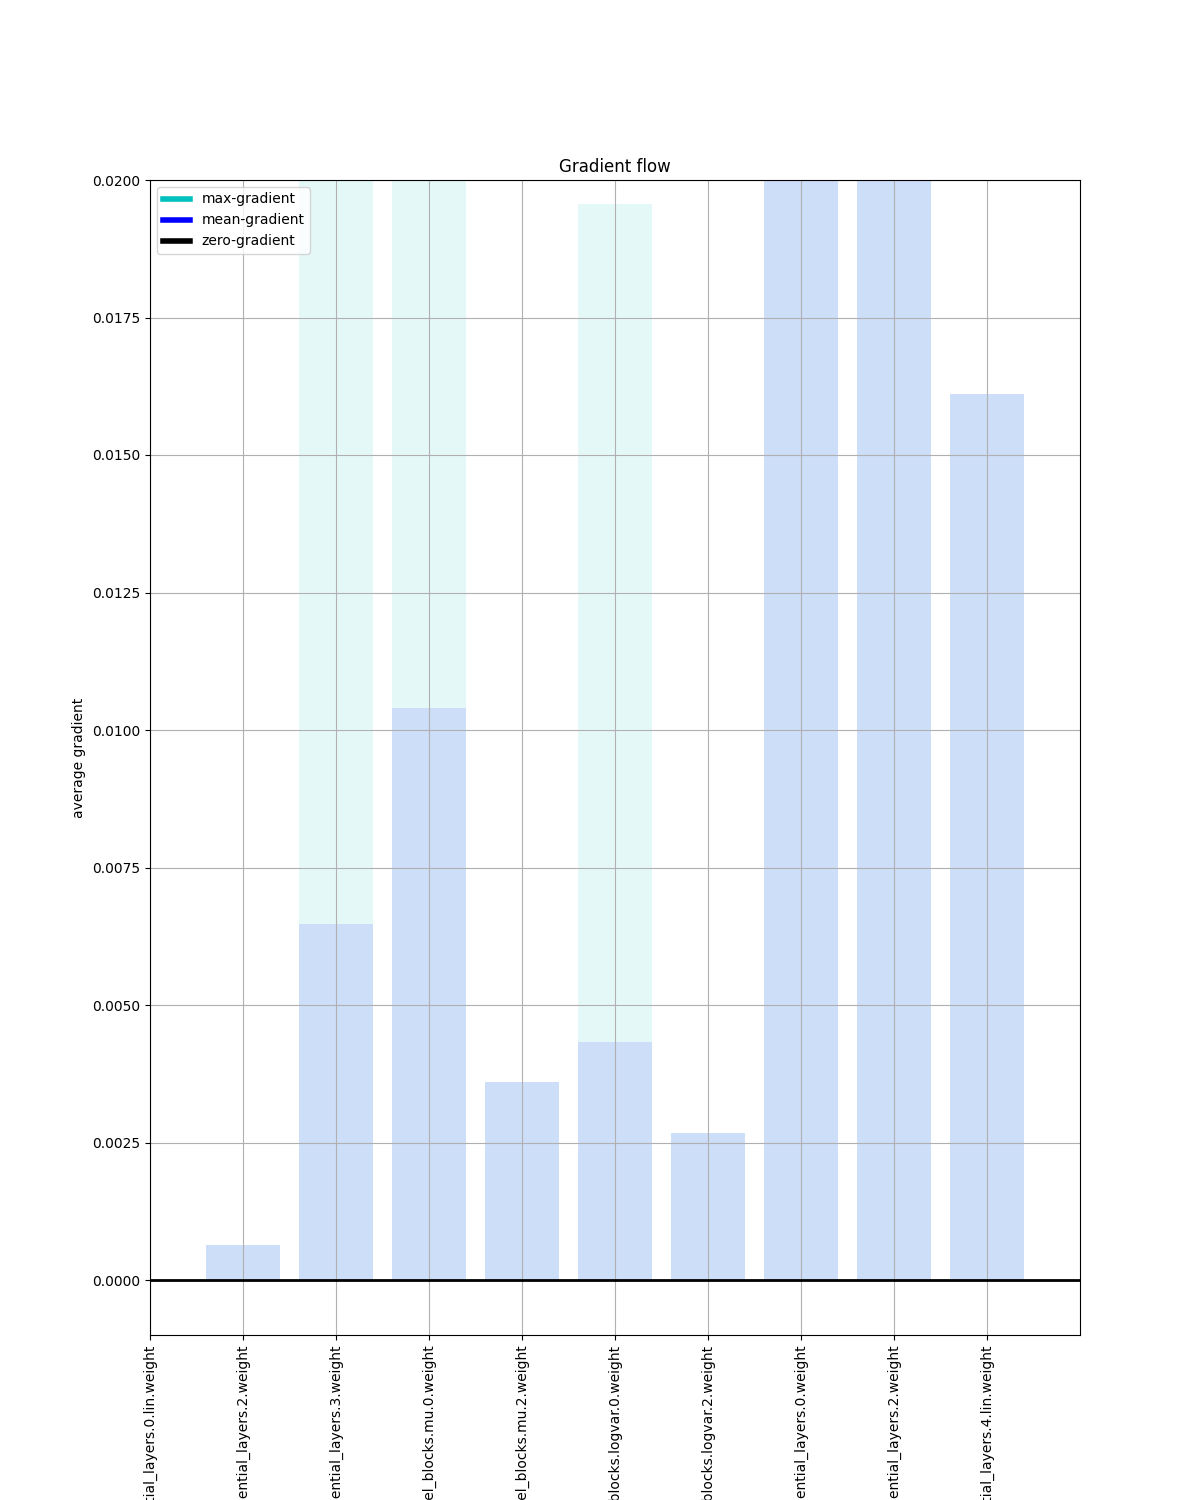 Gradient flow
max-gradient
mean-gradient
zero-gradient
0.0200
0.0175
0.0150
0.0125
0.0100
0.0075
0.0050
0.0025
0.0000
average gradient
tial_layers.0.lin.weight
ential_layers.2.weight
ential_layers.3.weight
el_blocks.mu.0.weight
el_blocks.mu.2.weight
blocks.logvar.0.weight
blocks.logvar.2.weight
ential_layers.0.weight
ential_layers.2.weight
tial_layers.4.lin.weight